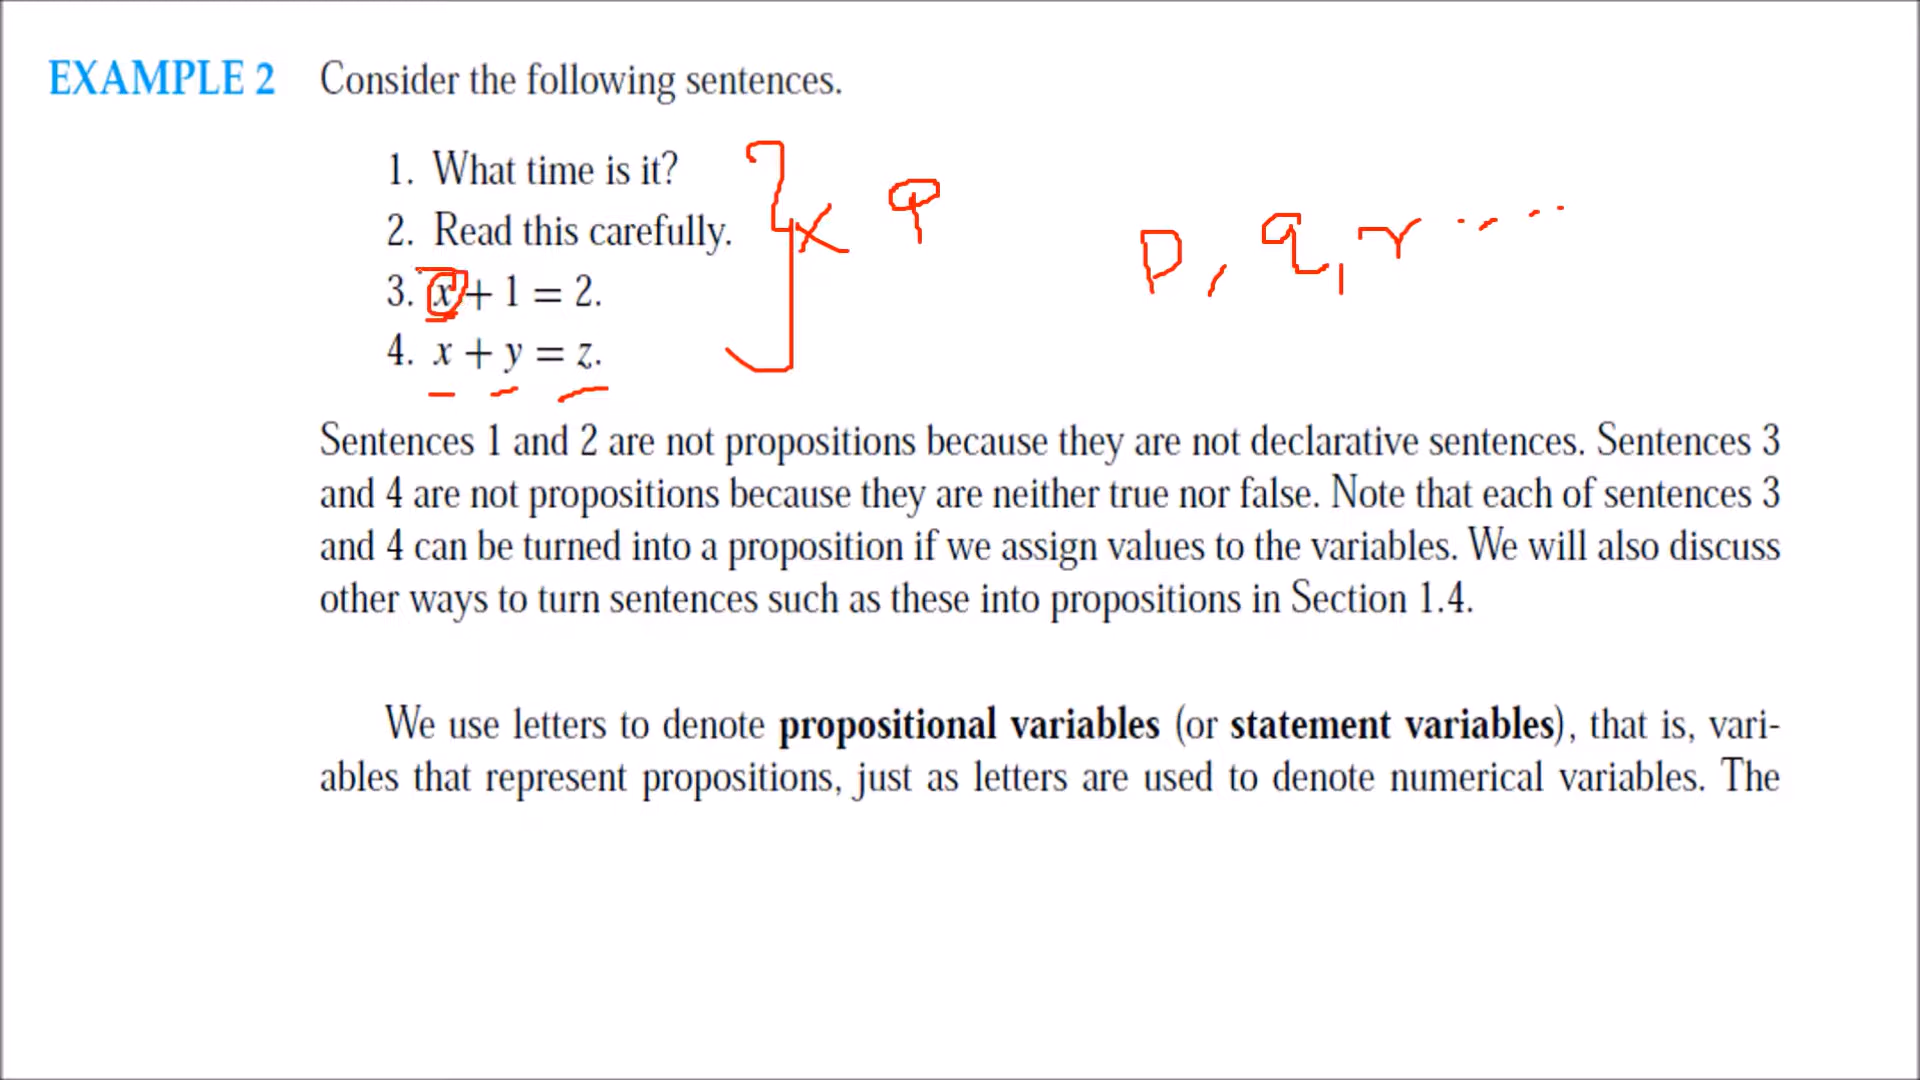 EXAMPLE 2 Consider the following sentences.
1. What time is it?
2. Read this carefully.
3. x + 1 = 2.
4. x + y = z.
x P
p, q, r ....
Sentences 1 and 2 are not propositions because they are not declarative sentences. Sentences 3
and 4 are not propositions because they are neither true nor false. Note that each of sentences 3
and 4 can be turned into a proposition if we assign values to the variables. We will also discuss
other ways to turn sentences such as these into propositions in Section 1.4.
We use letters to denote propositional variables (or statement variables), that is, vari-
ables that represent propositions, just as letters are used to denote numerical variables. The